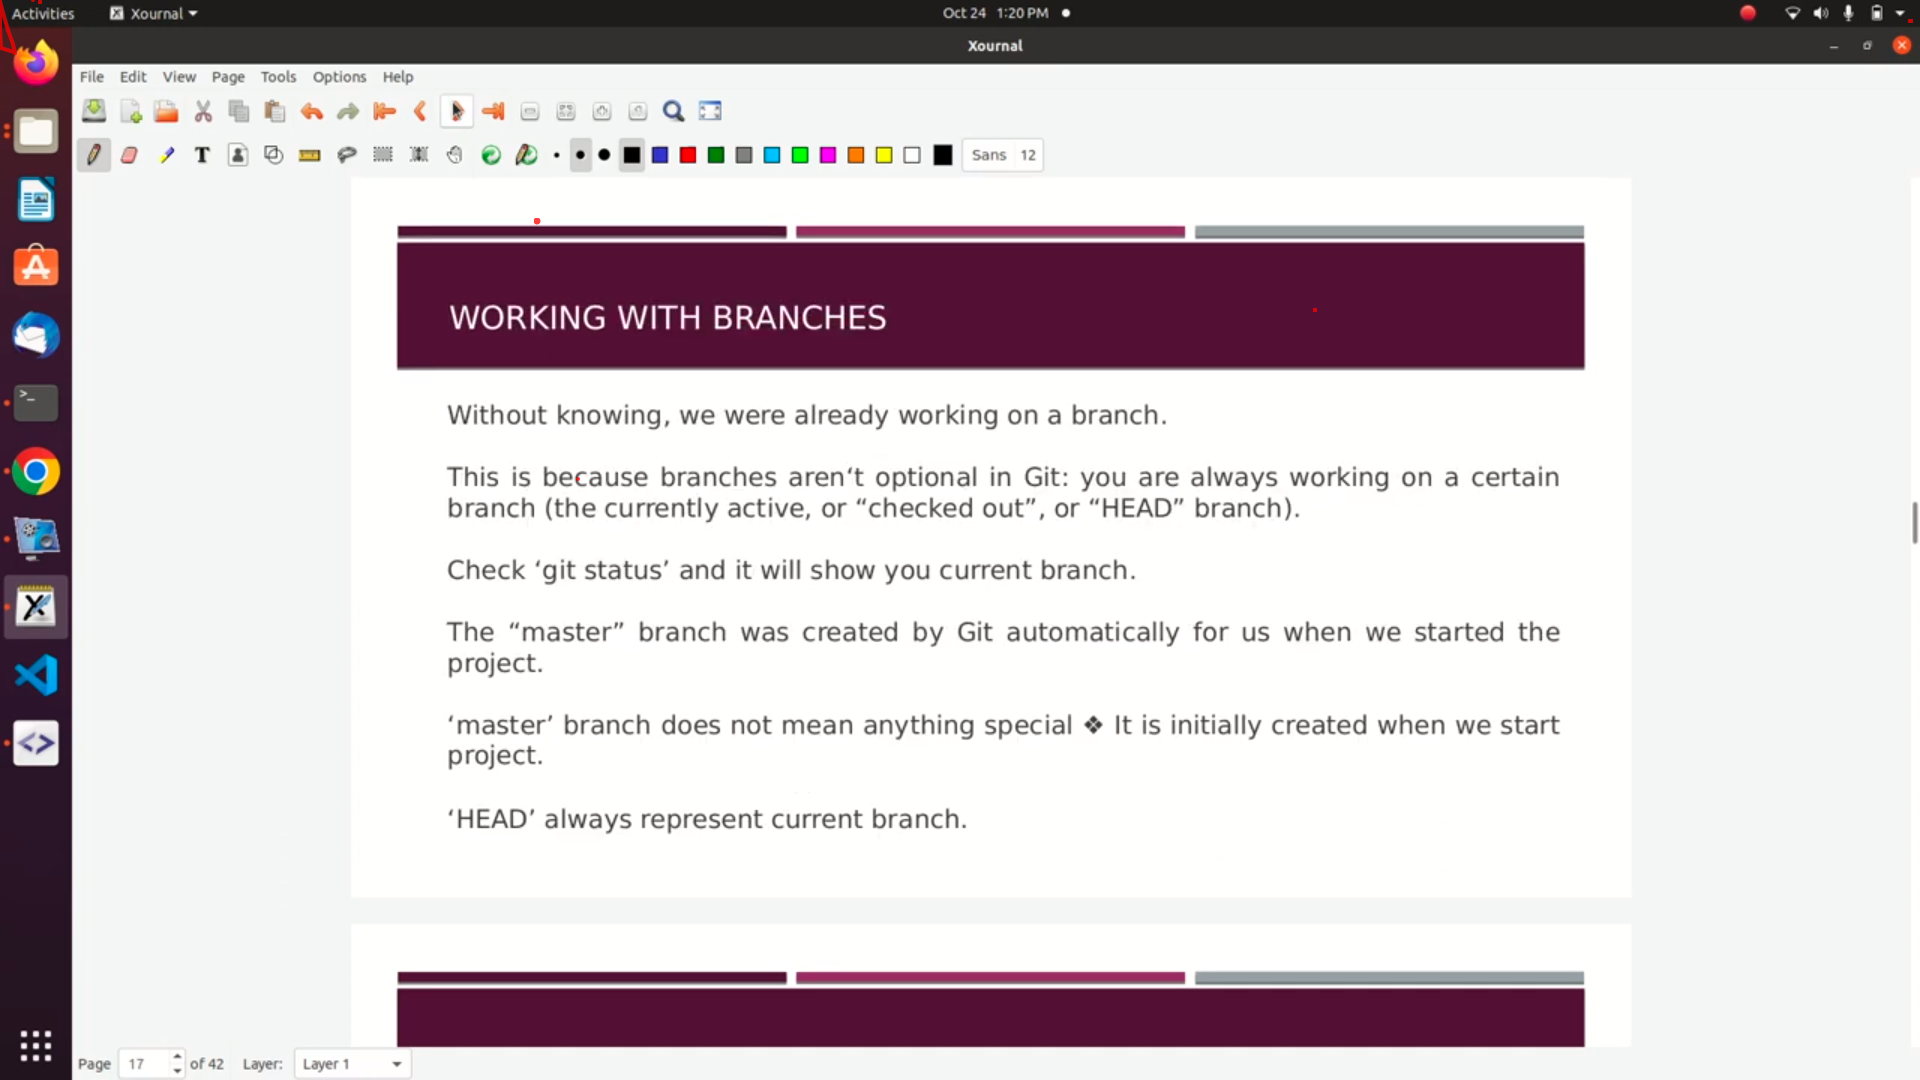 Activities Xournal Oct 24 1:20 PM
Xournal
File Edit View Page Tools Options Help
T Sans 12
WORKING WITH BRANCHES
Without knowing, we were already working on a branch.
This is because branches aren‘t optional in Git: you are always working on a certain
branch (the currently active, or “checked out”, or “HEAD” branch).
Check ‘git status’ and it will show you current branch.
The “master” branch was created by Git automatically for us when we started the
project.
‘master’ branch does not mean anything special ❖ It is initially created when we start
project.
‘HEAD’ always represent current branch.
Page 17 of 42 Layer: Layer 1